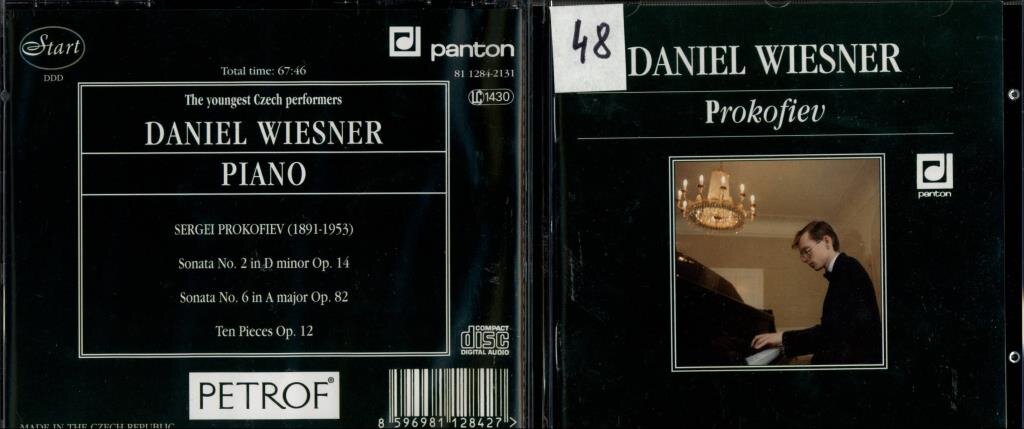 Start
DDD
panton
Total time: 67:46
81 1284-2131
LC 1430
The youngest Czech performers
DANIEL WIESNER
PIANO
SERGEI PROKOFIEV (1891-1953)
Sonata No. 2 in D minor Op. 14
Sonata No. 6 in A major Op. 82
Ten Pieces Op. 12
COMPACT
disc
DIGITAL AUDIO
PETROF®
8 596981 128427 >
MADE IN THE CZECH REPUBLIC
48
DANIEL WIESNER
Prokofiev
panton